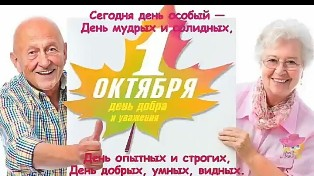 Сегодня день особый —
День мудрых и солидных,
1
ОКТЯБРЯ
день добра
и уважения
День опытных и строгих,
День добрых, умных, видных.